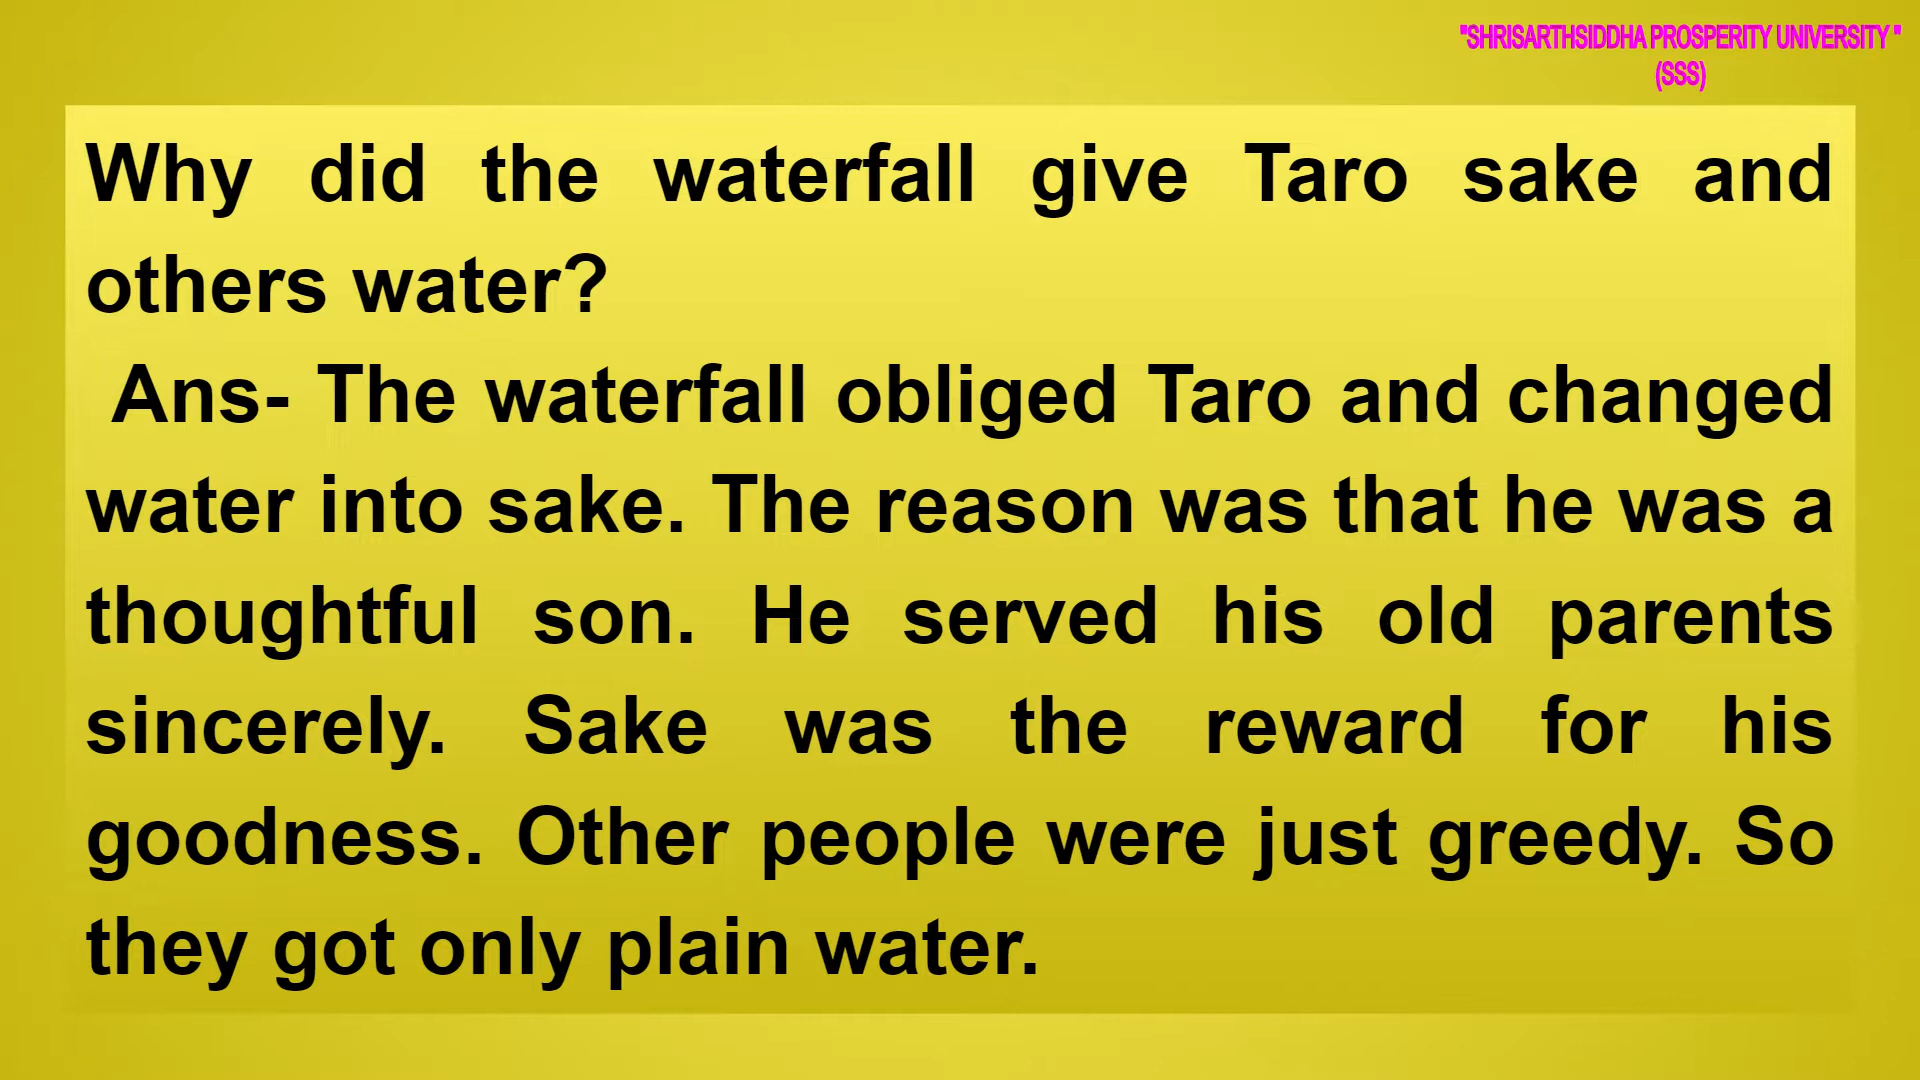 "SHRISARTHSIDDHA PROSPERITY UNIVERSITY "
(SSS)
Why did the waterfall give Taro sake and
others water?
Ans- The waterfall obliged Taro and changed
water into sake. The reason was that he was a
thoughtful son. He served his old parents
sincerely. Sake was the reward for his
goodness. Other people were just greedy. So
they got only plain water.